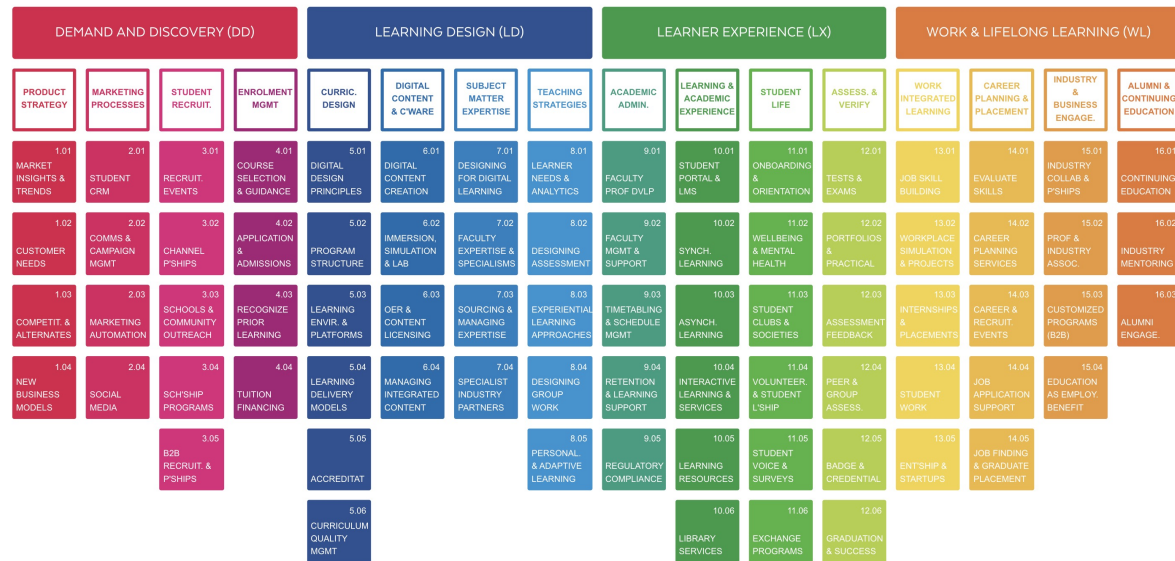 DEMAND AND DISCOVERY (DD)
LEARNING DESIGN (LD)
LEARNER EXPERIENCE (LX)
WORK & LIFELONG LEARNING (WL)
PRODUCT
STRATEGY
MARKETING
PROCESSES
STUDENT
RECRUIT.
ENROLMENT
MGMT
CURRIC.
DESIGN
DIGITAL
CONTENT
& C'WARE
SUBJECT
MATTER
EXPERTISE
TEACHING
STRATEGIES
ACADEMIC
ADMIN.
LEARNING &
ACADEMIC
EXPERIENCE
STUDENT
LIFE
ASSESS. &
VERIFY
WORK
INTEGRATED
LEARNING
CAREER
PLANNING &
PLACEMENT
INDUSTRY
&
BUSINESS
ENGAGE.
ALUMNI &
CONTINUING
EDUCATION
1.01
MARKET
INSIGHTS &
TRENDS
2.01
STUDENT
CRM
3.01
RECRUIT.
EVENTS
4.01
COURSE
SELECTION
& GUIDANCE
5.01
DIGITAL
DESIGN
PRINCIPLES
6.01
DIGITAL
CONTENT
CREATION
7.01
DESIGNING
FOR DIGITAL
LEARNING
8.01
LEARNER
NEEDS &
ANALYTICS
9.01
FACULTY
PROF DVLP
10.01
STUDENT
PORTAL &
LMS
11.01
ONBOARDING
&
ORIENTATION
12.01
TESTS &
EXAMS
13.01
JOB SKILL
BUILDING
14.01
EVALUATE
SKILLS
15.01
INDUSTRY
COLLAB &
P'SHIPS
16.01
CONTINUING
EDUCATION
1.02
CUSTOMER
NEEDS
2.02
COMMS &
CAMPAIGN
MGMT
3.02
CHANNEL
P'SHIPS
4.02
APPLICATION
&
ADMISSIONS
5.02
PROGRAM
STRUCTURE
6.02
IMMERSION,
SIMULATION
& LAB
7.02
FACULTY
EXPERTISE &
SPECIALISMS
8.02
DESIGNING
ASSESSMENT
9.02
FACULTY
MGMT &
SUPPORT
10.02
SYNCH.
LEARNING
11.02
WELLBEING
& MENTAL
HEALTH
12.02
PORTFOLIOS
&
PRACTICAL
13.02
WORKPLACE
SIMULATION
& PROJECTS
14.02
CAREER
PLANNING
SERVICES
15.02
PROF &
INDUSTRY
ASSOC.
16.02
INDUSTRY
MENTORING
1.03
COMPETIT. &
ALTERNATES
2.03
MARKETING
AUTOMATION
3.03
SCHOOLS &
COMMUNITY
OUTREACH
4.03
RECOGNIZE
PRIOR
LEARNING
5.03
LEARNING
ENVIR. &
PLATFORMS
6.03
OER &
CONTENT
LICENSING
7.03
SOURCING &
MANAGING
EXPERTISE
8.03
EXPERIENTIAL
LEARNING
APPROACHES
9.03
TIMETABLING
& SCHEDULE
MGMT
10.03
ASYNCH.
LEARNING
11.03
STUDENT
CLUBS &
SOCIETIES
12.03
ASSESSMENT
FEEDBACK
13.03
INTERNSHIPS
&
PLACEMENTS
14.03
CAREER &
RECRUIT.
EVENTS
15.03
CUSTOMIZED
PROGRAMS
(B2B)
16.03
ALUMNI
ENGAGE.
1.04
NEW
BUSINESS
MODELS
2.04
SOCIAL
MEDIA
3.04
SCH'SHIP
PROGRAMS
4.04
TUITION
FINANCING
5.04
LEARNING
DELIVERY
MODELS
6.04
MANAGING
INTEGRATED
CONTENT
7.04
SPECIALIST
INDUSTRY
PARTNERS
8.04
DESIGNING
GROUP
WORK
9.04
RETENTION
& LEARNING
SUPPORT
10.04
INTERACTIVE
LEARNING &
SERVICES
11.04
VOLUNTEER.
& STUDENT
L'SHIP
12.04
PEER &
GROUP
ASSESS.
13.04
STUDENT
WORK
14.04
JOB
APPLICATION
SUPPORT
15.04
EDUCATION
AS EMPLOY.
BENEFIT
3.05
B2B
RECRUIT. &
P'SHIPS
5.05
ACCREDITAT
8.05
PERSONAL.
& ADAPTIVE
LEARNING
9.05
REGULATORY
COMPLIANCE
10.05
LEARNING
RESOURCES
11.05
STUDENT
VOICE &
SURVEYS
12.05
BADGE &
CREDENTIAL
13.05
ENT'SHIP &
STARTUPS
14.05
JOB FINDING
& GRADUATE
PLACEMENT
5.06
CURRICULUM
QUALITY
MGMT
10.06
LIBRARY
SERVICES
11.06
EXCHANGE
PROGRAMS
12.06
GRADUATION
& SUCCESS